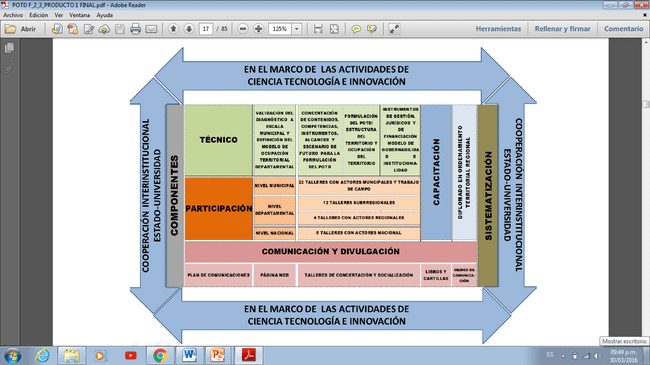 POTD F_2_3_PRODUCTO 1 FINAL.pdf - Adobe Reader
Archivo Edición Ver Ventana Ayuda
Abrir
17 / 85
125%
Herramientas
Rellenar y firmar
Comentario
EN EL MARCO DE LAS ACTIVIDADES DE
CIENCIA TECNOLOGÍA E INNOVACIÓN
COOPERACIÓN INTERINSTITUCIONAL
ESTADO-UNIVERSIDAD
COMPONENTES
TÉCNICO
VALIDACIÓN DEL
DIAGNÓSTICO A
ESCALA
MUNICIPAL Y
DEFINICIÓN DEL
MODELO DE
OCUPACIÓN
TERRITORIAL
DEPARTAMENTAL
CONCERTACIÓN
DE CONTENIDOS,
COMPETENCIAS,
INSTRUMENTOS,
ALCANCES Y
ESCENARIO DE
FUTURO PARA LA
FORMULACIÓN
DEL POTD
FORMULACIÓN
DEL POTD:
ESTRUCTURA
DEL
TERRITORIO Y
OCUPACIÓN
DEL
TERRITORIO
INSTRUMENTOS
DE GESTIÓN,
JURÍDICOS Y
DE
FINANCIACIÓN
MODELO DE
GOBERNABILIDA
D E
INSTITUCIONA-
LIDAD
PARTICIPACIÓN
NIVEL MUNICIPAL
22 TALLERES CON ACTORES MUNICIPALES Y TRABAJO
DE CAMPO
NIVEL
DEPARTAMENTAL
12 TALLERES SUBREGIONALES
4 TALLERES CON ACTORES REGIONALES
NIVEL NACIONAL
5 TALLERES CON ACTORES NACIONAL
CAPACITACIÓN
DIPLOMADO EN ORDENAMIENTO
TERRITORIAL REGIONAL
SISTEMATIZACIÓN
COOPERACIÓN INTERINSTITUCIONAL
ESTADO-UNIVERSIDAD
COMUNICACIÓN Y DIVULGACIÓN
PLAN DE COMUNICACIONES
PÁGINA WEB
TALLERES DE CONCERTACIÓN Y SOCIALIZACIÓN
LIBROS Y
CARTILLAS
MEDIOS DE
COMUNICA-
CIÓN
EN EL MARCO DE LAS ACTIVIDADES DE
CIENCIA TECNOLOGÍA E INNOVACIÓN
Mostrar escritorio
ES
09:49 p.m.
30/03/2016